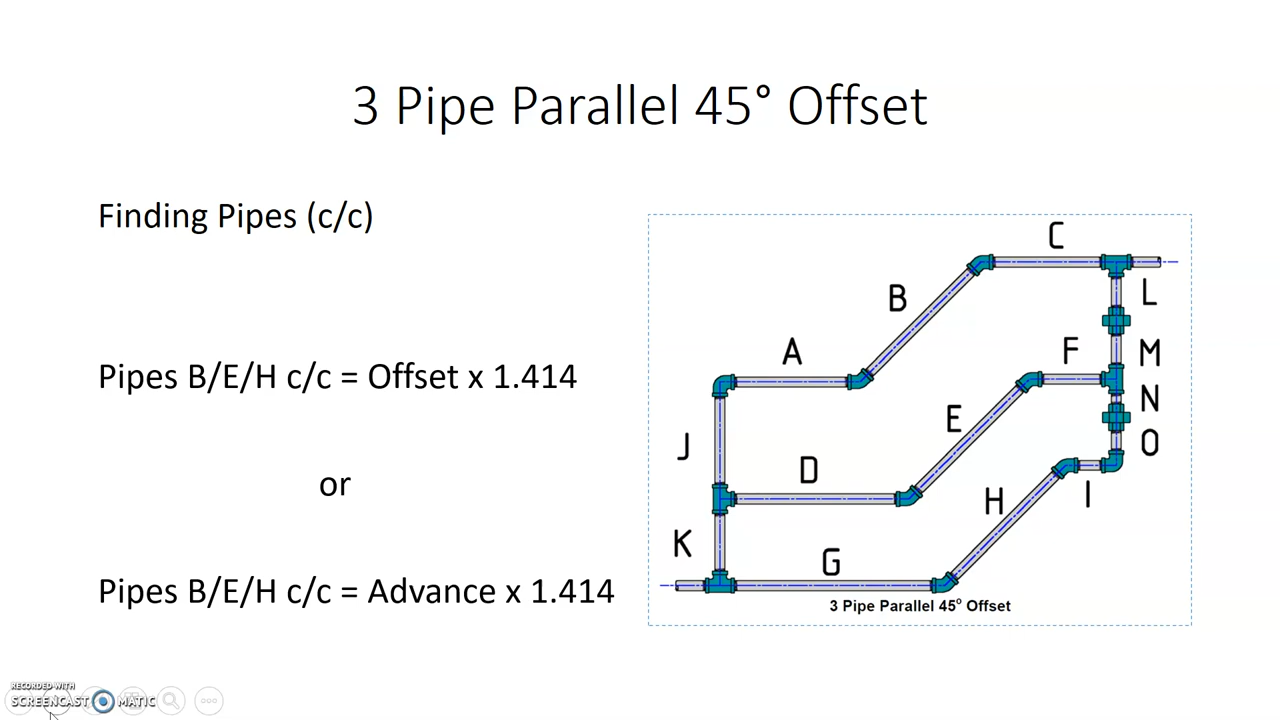 3 Pipe Parallel 45° Offset
Finding Pipes (c/c)
Pipes B/E/H c/c = Offset x 1.414
or
Pipes B/E/H c/c = Advance x 1.414
C
B
L
A
F
M
E
N
J
D
O
H
I
K
G
3 Pipe Parallel 45° Offset
RECORDED WITH
SCREENCAST MATIC